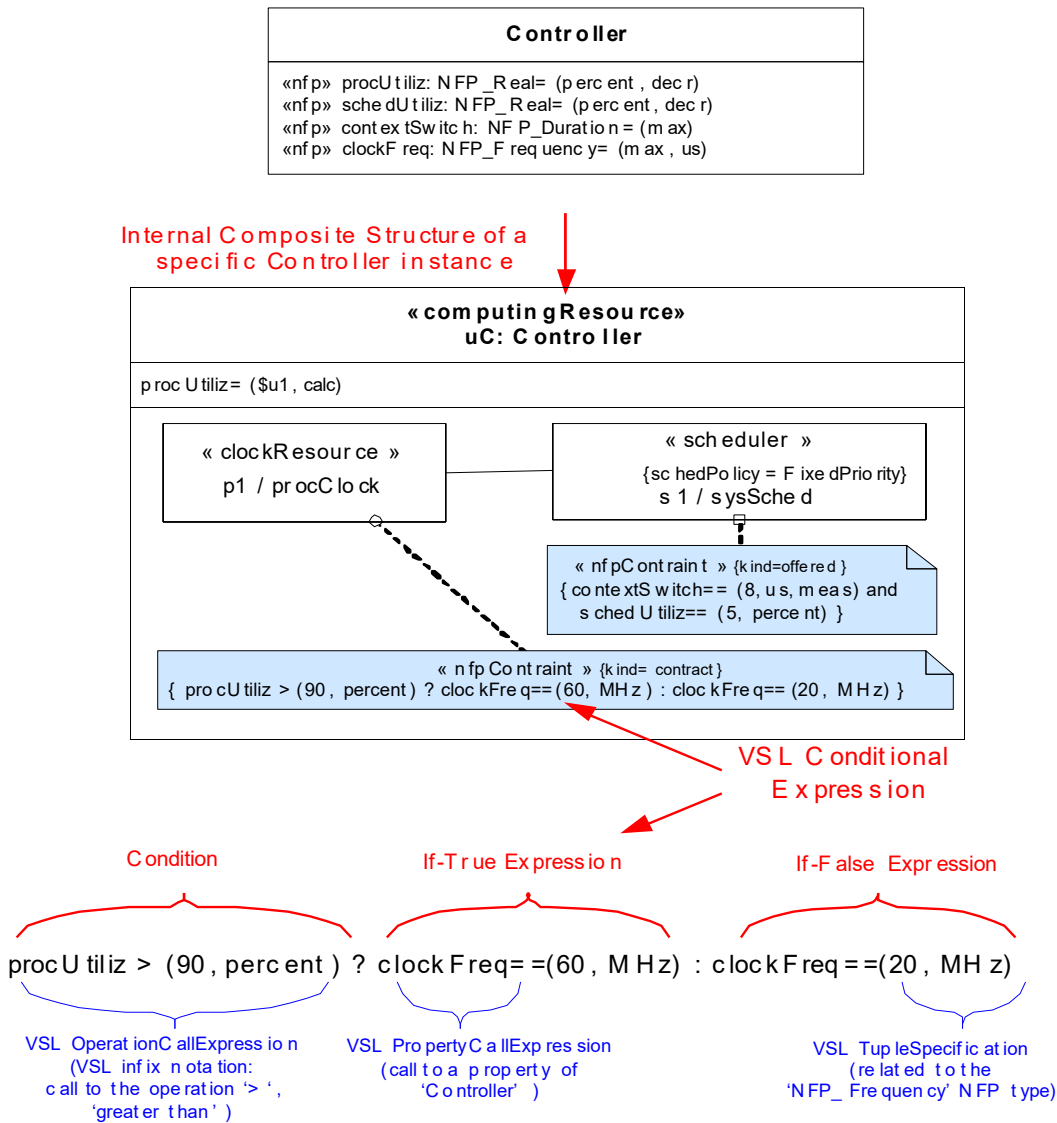 Controller
«nfp» procUtiliz: NFP_Real= (percent, decr)
«nfp» schedUtiliz: NFP_Real= (percent, decr)
«nfp» contextSwitch: NFP_Duration= (max)
«nfp» clockFreq: NFP_Frequency= (max, us)
Internal Composite Structure of a
specific Controller instance
«computingResource»
uC: Controller
procUtiliz= ($u1, calc)
« clockResource »
p1 / procClock
« scheduler »
{schedPolicy = FixedPriority}
s1 / sysSched
« nfpContraint » {kind=offered}
{ contextSwitch== (8, us, meas) and
schedUtiliz== (5, percent) }
« nfpContraint » {kind= contract}
{ procUtiliz > (90, percent) ? clockFreq==(60, MHz) : clockFreq== (20, MHz) }
VSL Conditional
Expression
Condition
If-True Expression
If-False Expression
procUtiliz > (90, percent) ? clockFreq==(60, MHz) : clockFreq==(20, MHz)
VSL OperationCallExpression
(VSL infix notation:
call to the operation ‘> ‘,
‘greater than’ )
VSL PropertyCallExpression
(call to a property of
‘Controller’ )
VSL TupleSpecification
(related to the
‘NFP_Frequency’ NFP type)